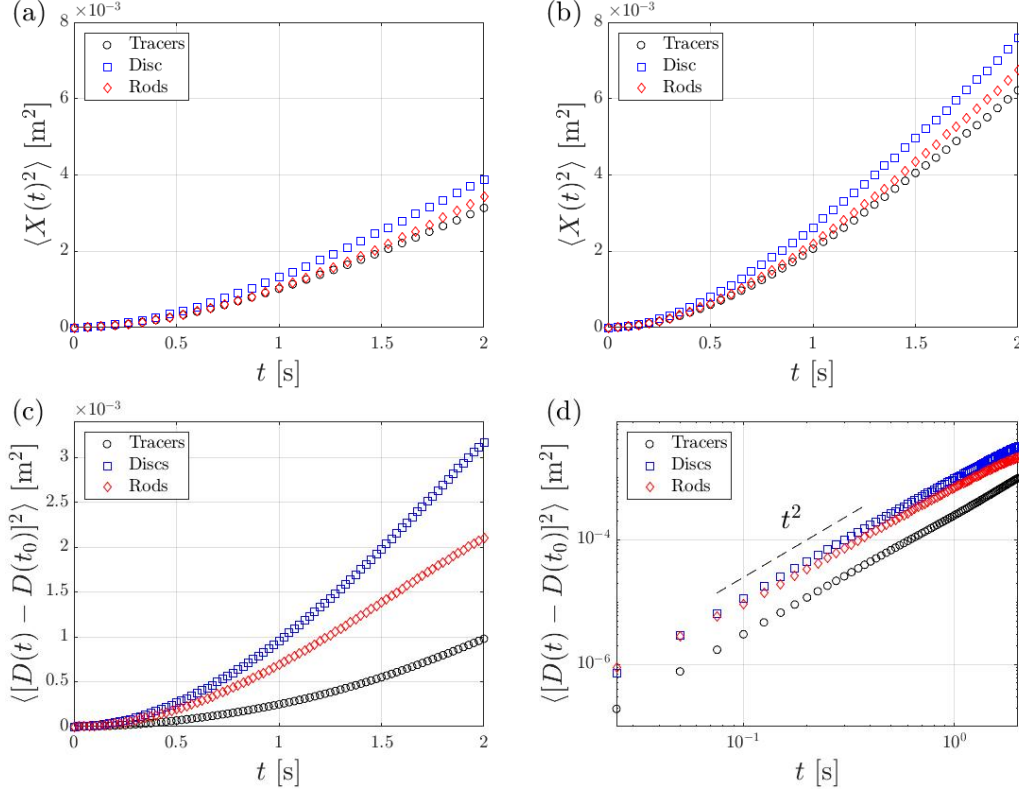 (a)
×10⁻³
8
6
4
2
0
⟨X(t)²⟩ [m²]
Tracers
Disc
Rods
0 0.5 1 1.5 2
t [s]
(b)
×10⁻³
8
6
4
2
0
⟨X(t)²⟩ [m²]
Tracers
Disc
Rods
0 0.5 1 1.5 2
t [s]
(c)
×10⁻³
3
2.5
2
1.5
1
0.5
0
⟨[D(t) − D(t₀)]²⟩ [m²]
Tracers
Discs
Rods
0 0.5 1 1.5 2
t [s]
(d)
10⁻⁴
10⁻⁶
⟨[D(t) − D(t₀)]²⟩ [m²]
Tracers
Discs
Rods
t²
10⁻¹ 10⁰
t [s]